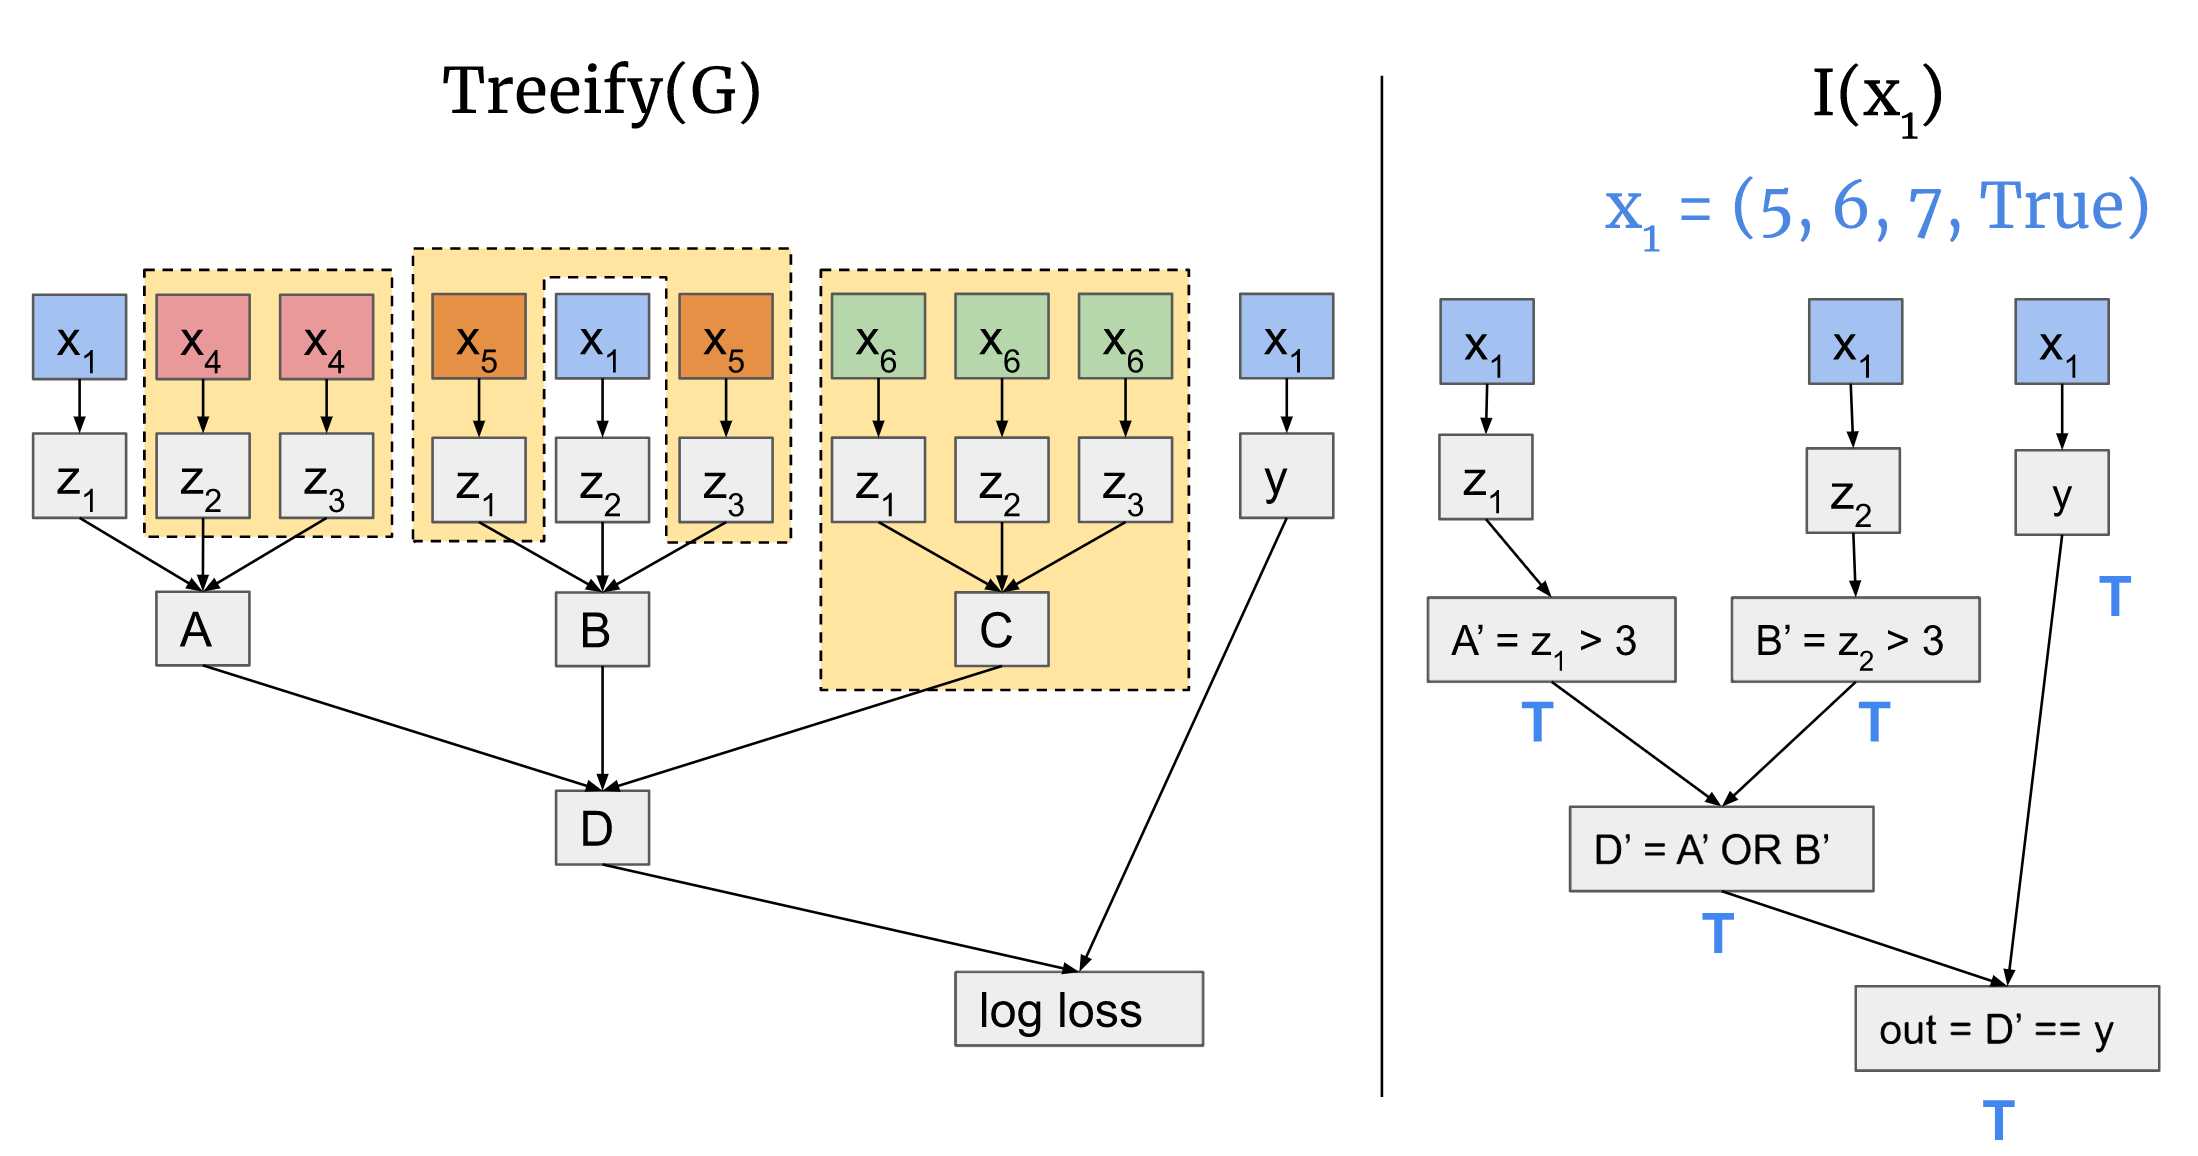 Treeify(G)
I(x₁)
x₁ = (5, 6, 7, True)
x₁ x₄ x₄ x₅ x₁ x₅ x₆ x₆ x₆ x₁
z₁ z₂ z₃ z₁ z₂ z₃ z₁ z₂ z₃ y
A B C
D
log loss
x₁ x₁ x₁
z₁ z₂ y
T
A’ = z₁ > 3 B’ = z₂ > 3
T T
D’ = A’ OR B’
T
out = D’ == y
T